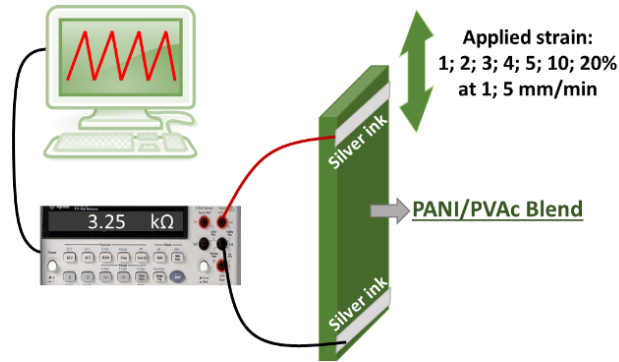 Applied strain:
1; 2; 3; 4; 5; 10; 20%
at 1; 5 mm/min
Silver ink
PANI/PVAc Blend
3.25 kΩ
Silver ink